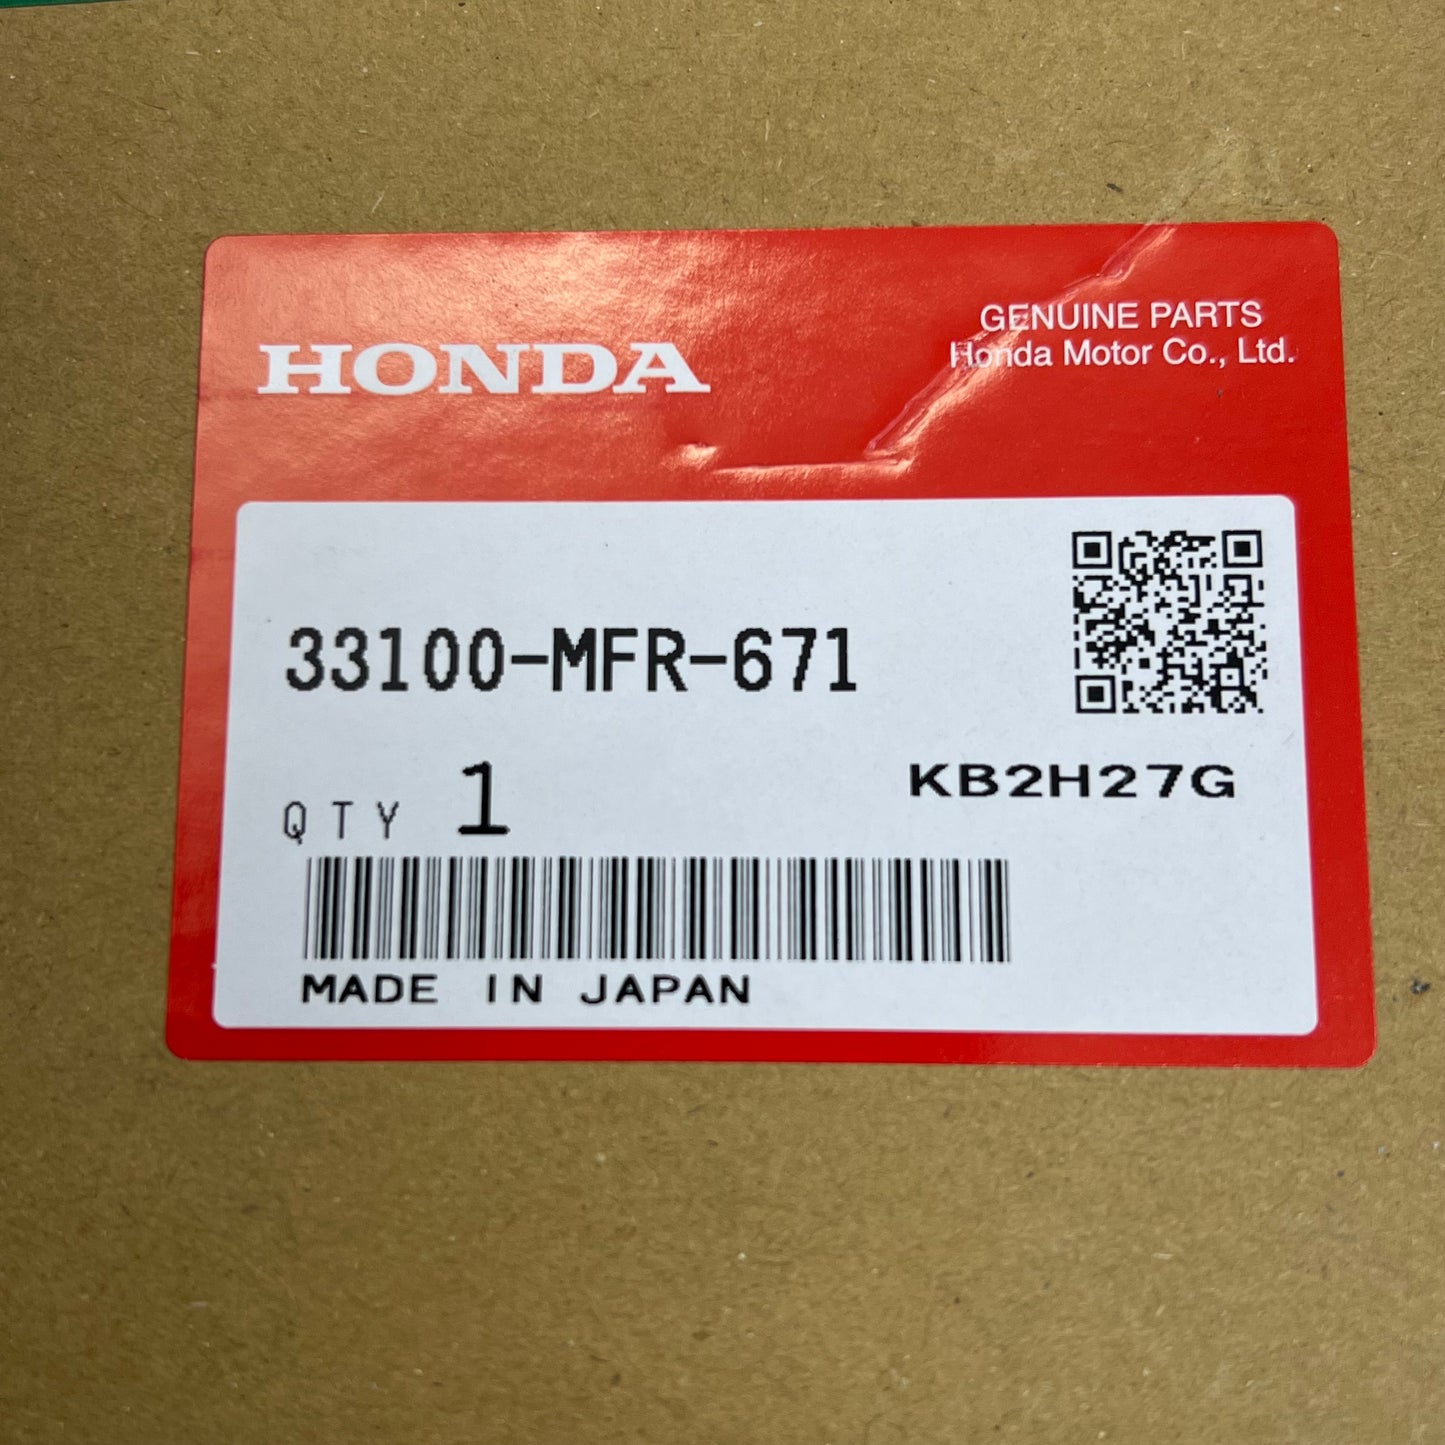 HONDA
GENUINE PARTS
Honda Motor Co., Ltd.
33100-MFR-671
QTY 1
KB2H27G
MADE IN JAPAN